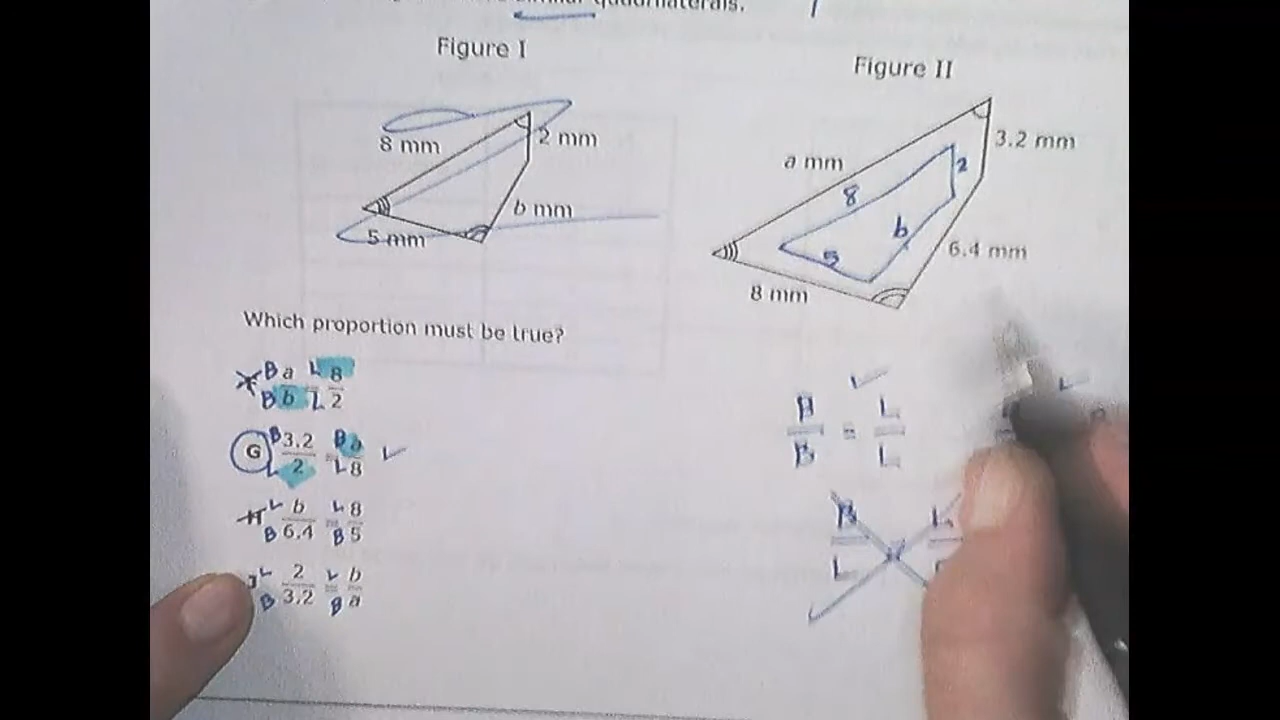 quadrilaterals.
Figure I
Figure II
8 mm
2 mm
b mm
5 mm
a mm
3.2 mm
6.4 mm
8 mm
8
2
b
5
Which proportion must be true?
B a L 8
B b = L 2
G B 3.2 B a
L 2 = L 8
H L b L 8
B 6.4 = B 5
J L 2 L b
B 3.2 = B a
B = L
B L
B L
L